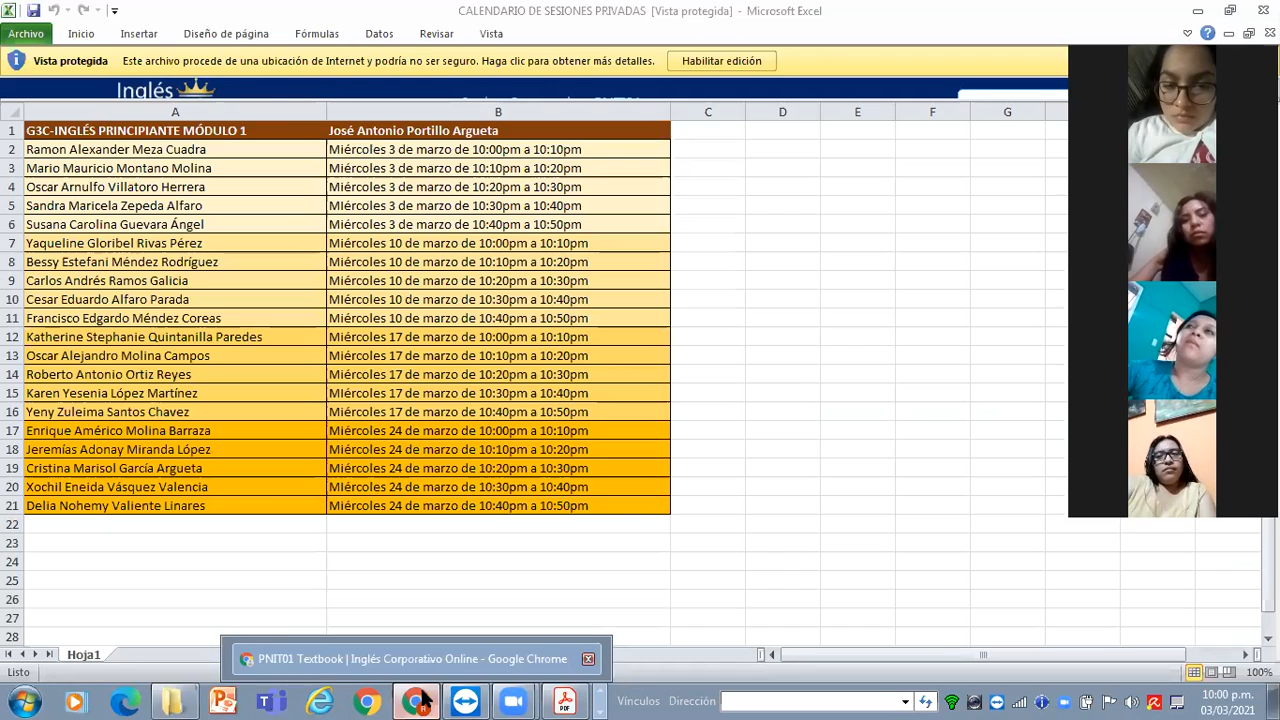 CALENDARIO DE SESIONES PRIVADAS [Vista protegida] - Microsoft Excel
Archivo Inicio Insertar Diseño de página Fórmulas Datos Revisar Vista
Vista protegida Este archivo procede de una ubicación de Internet y podría no ser seguro. Haga clic para obtener más detalles. Habilitar edición
Inglés
A B C D E F G
1 G3C-INGLÉS PRINCIPIANTE MÓDULO 1 José Antonio Portillo Argueta
2 Ramon Alexander Meza Cuadra Miércoles 3 de marzo de 10:00pm a 10:10pm
3 Mario Mauricio Montano Molina Miércoles 3 de marzo de 10:10pm a 10:20pm
4 Oscar Arnulfo Villatoro Herrera Miércoles 3 de marzo de 10:20pm a 10:30pm
5 Sandra Maricela Zepeda Alfaro Miércoles 3 de marzo de 10:30pm a 10:40pm
6 Susana Carolina Guevara Ángel Miércoles 3 de marzo de 10:40pm a 10:50pm
7 Yaqueline Gloribel Rivas Pérez Miércoles 10 de marzo de 10:00pm a 10:10pm
8 Bessy Estefani Méndez Rodríguez Miércoles 10 de marzo de 10:10pm a 10:20pm
9 Carlos Andrés Ramos Galicia Miércoles 10 de marzo de 10:20pm a 10:30pm
10 Cesar Eduardo Alfaro Parada Miércoles 10 de marzo de 10:30pm a 10:40pm
11 Francisco Edgardo Méndez Coreas Miércoles 10 de marzo de 10:40pm a 10:50pm
12 Katherine Stephanie Quintanilla Paredes Miércoles 17 de marzo de 10:00pm a 10:10pm
13 Oscar Alejandro Molina Campos Miércoles 17 de marzo de 10:10pm a 10:20pm
14 Roberto Antonio Ortiz Reyes Miércoles 17 de marzo de 10:20pm a 10:30pm
15 Karen Yesenia López Martínez Miércoles 17 de marzo de 10:30pm a 10:40pm
16 Yeny Zuleima Santos Chavez Miércoles 17 de marzo de 10:40pm a 10:50pm
17 Enrique Américo Molina Barraza Miércoles 24 de marzo de 10:00pm a 10:10pm
18 Jeremías Adonay Miranda López Miércoles 24 de marzo de 10:10pm a 10:20pm
19 Cristina Marisol García Argueta Miércoles 24 de marzo de 10:20pm a 10:30pm
20 Xochil Eneida Vásquez Valencia Miércoles 24 de marzo de 10:30pm a 10:40pm
21 Delia Nohemy Valiente Linares Miércoles 24 de marzo de 10:40pm a 10:50pm
22
23
24
25
26
27
28
Hoja1
PNIT01 Textbook | Inglés Corporativo Online - Google Chrome
Listo 100%
Vínculos Dirección 10:00 p.m.
03/03/2021